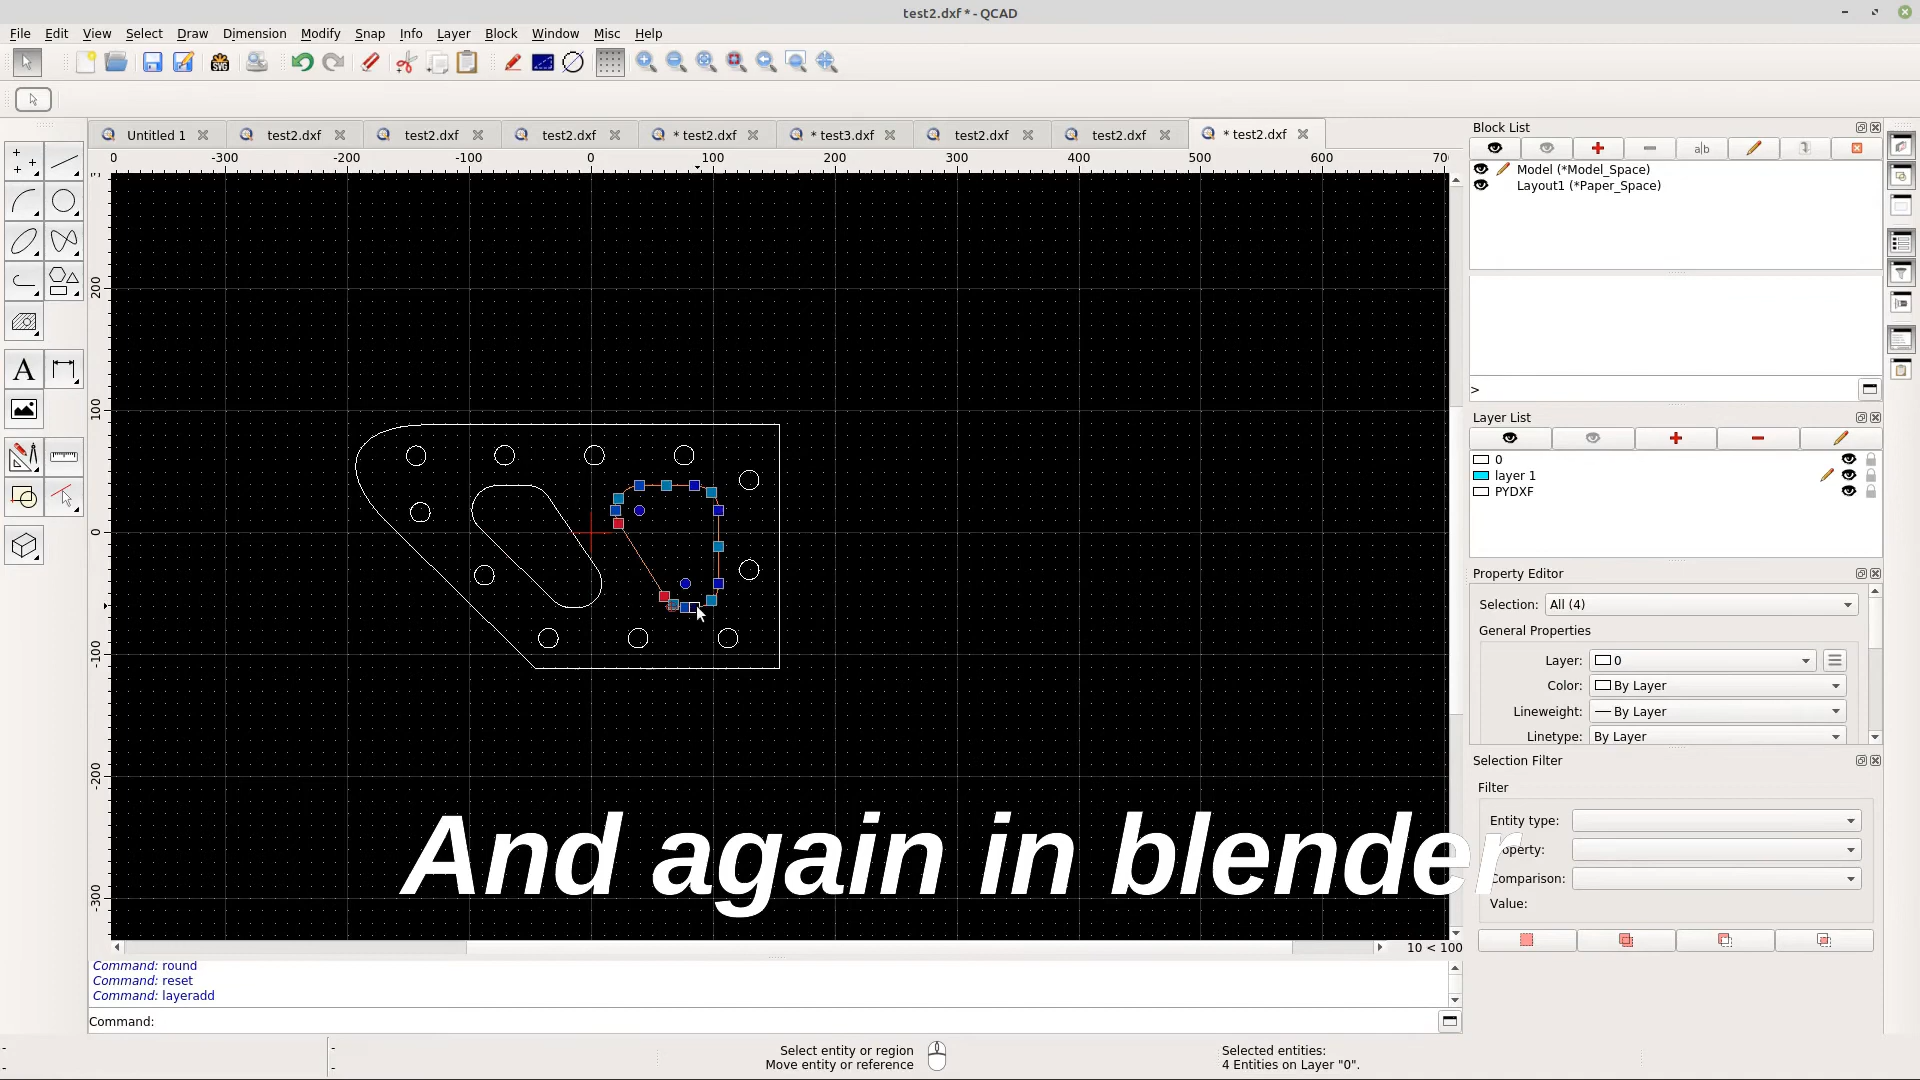 test2.dxf * - QCAD
File Edit View Select Draw Dimension Modify Snap Info Layer Block Window Misc Help
Untitled 1 test2.dxf test2.dxf test2.dxf * test2.dxf * test3.dxf test2.dxf test2.dxf * test2.dxf
0 -300 -200 -100 0 100 200 300 400 500 600 70
200
100
0
-100
-200
-300
And again in blender
10 < 100
Command: round
Command: reset
Command: layeradd
Command:
Block List
a|b
Model (*Model_Space)
Layout1 (*Paper_Space)
>
Layer List
0
layer 1
PYDXF
Property Editor
Selection: All (4)
General Properties
Layer: 0
Color: By Layer
Lineweight: By Layer
Linetype: By Layer
Selection Filter
Filter
Entity type:
Comparison:
Value:
Select entity or region
Move entity or reference
Selected entities:
4 Entities on Layer "0".